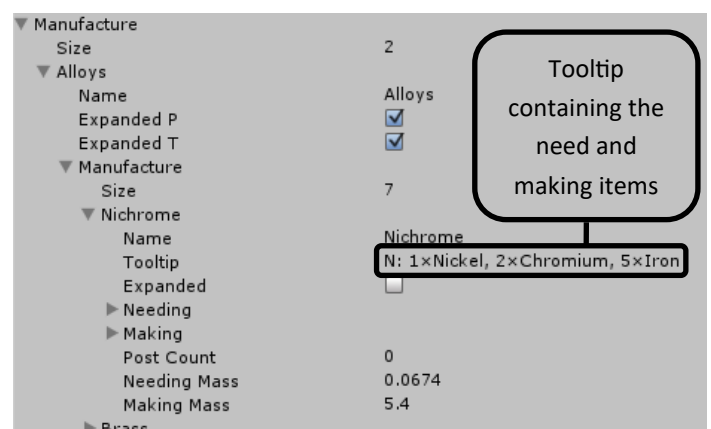 Manufacture
Size 2
Alloys
Name Alloys
Expanded P
Expanded T
Manufacture
Size 7
Nichrome
Name Nichrome
Tooltip N: 1×Nickel, 2×Chromium, 5×Iron
Expanded
Needing
Making
Post Count 0
Needing Mass 0.0674
Making Mass 5.4
Brass
Tooltip
containing the
need and
making items